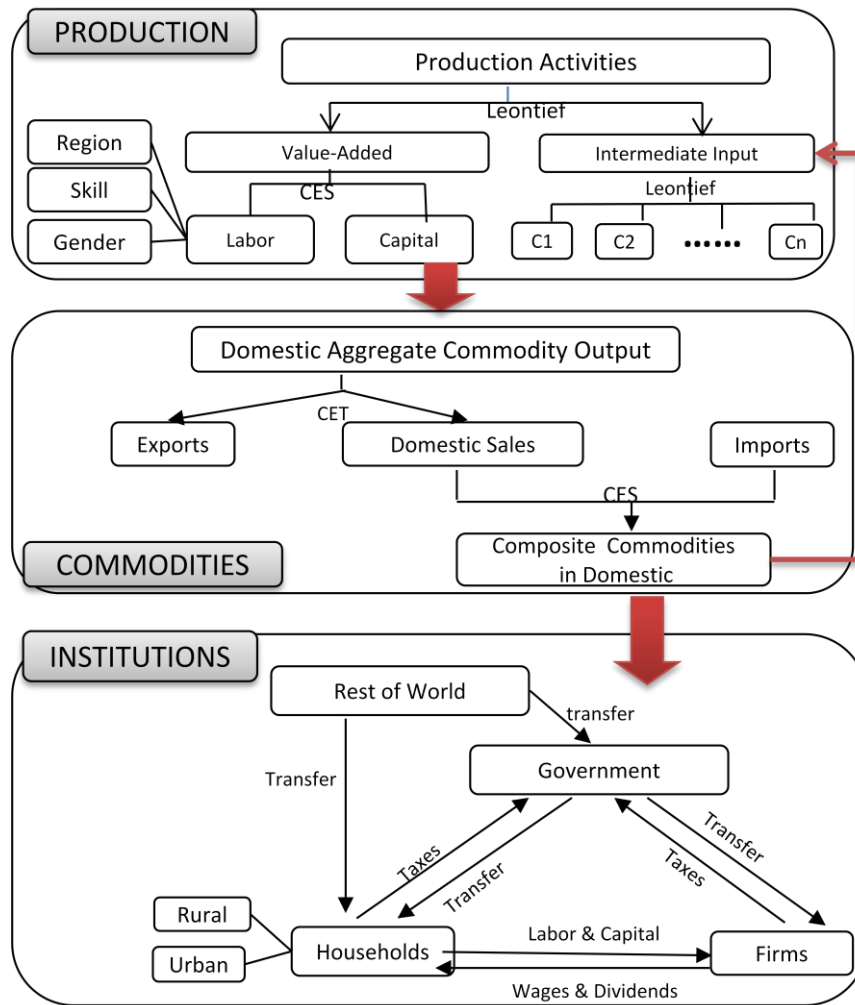 PRODUCTION
Production Activities
Leontief
Region
Value-Added
Intermediate Input
Skill
CES
Leontief
Gender
Labor
Capital
C1
C2
......
Cn
Domestic Aggregate Commodity Output
CET
Exports
Domestic Sales
Imports
CES
COMMODITIES
Composite Commodities
in Domestic
INSTITUTIONS
Rest of World
transfer
Transfer
Government
Taxes
Transfer
Taxes
Transfer
Rural
Urban
Households
Labor & Capital
Firms
Wages & Dividends